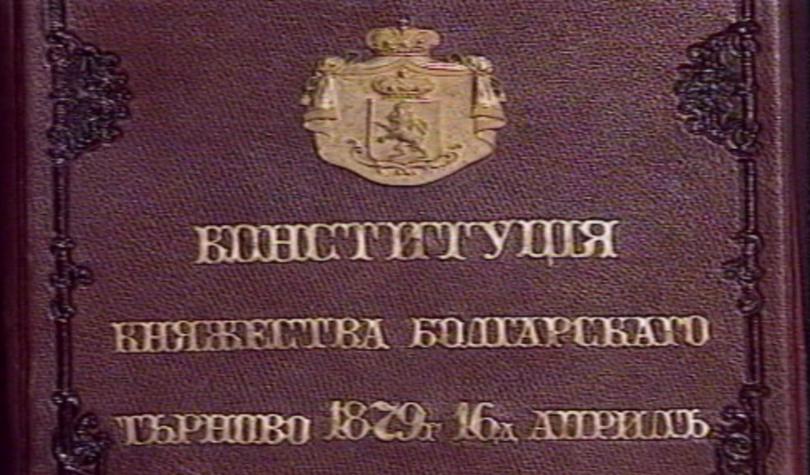 КОНСТИТУЦІЯ
КНЯЖЕСТВА БОЛГАРСКАГО
ТЪРНОВО 1879г 16д АПРИЛЪ